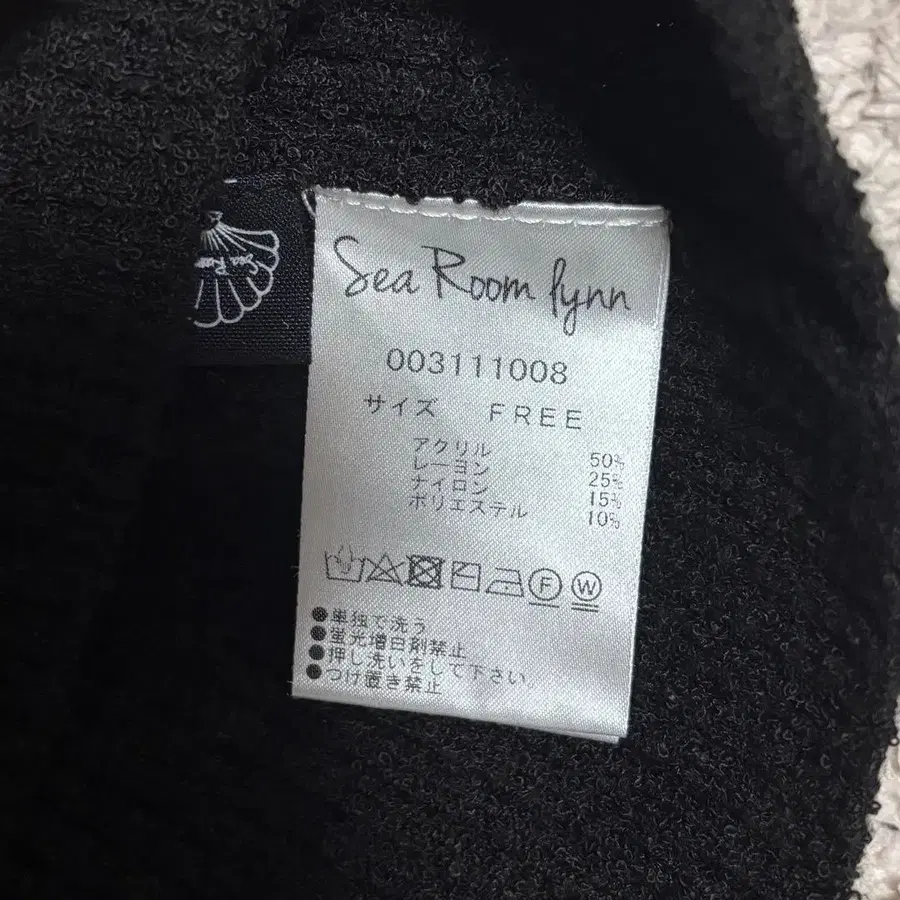 Sea Room lynn
003111008
サイズ FREE
アクリル 50%
レーヨン 25%
ナイロン 15%
ポリエステル 10%
F W
●単独で洗う
●蛍光増白剤禁止
●押し洗いをして下さい。
●つけ置き禁止
Sea Room